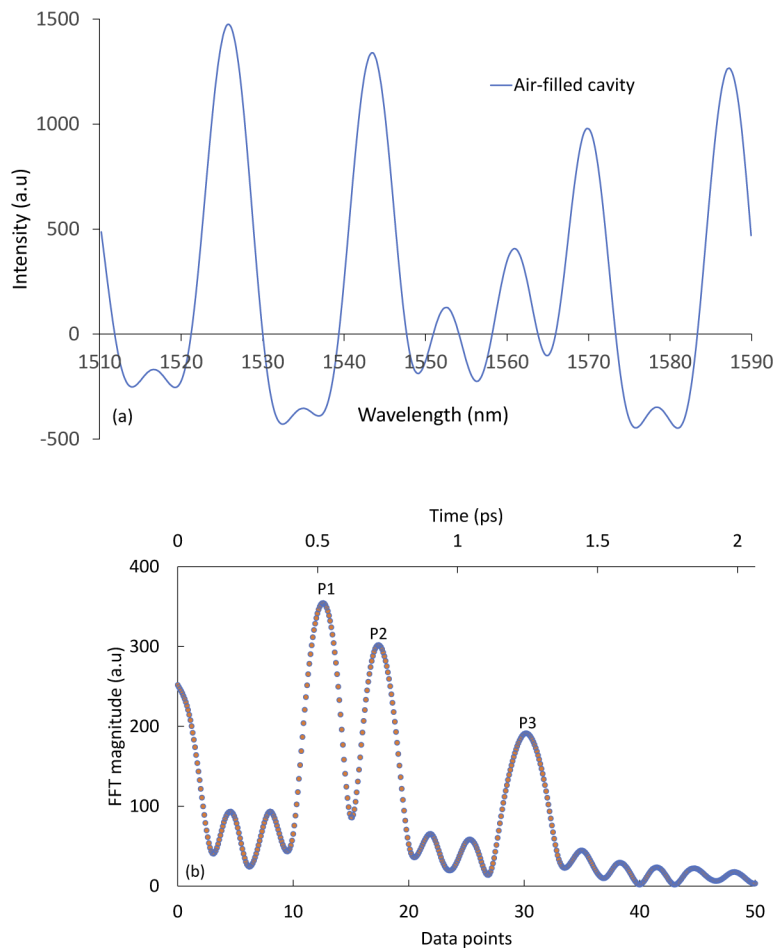 1500
1000
500
0
-500
Intensity (a.u)
Air-filled cavity
1510 1520 1530 1540 1550 1560 1570 1580 1590
(a)
Wavelength (nm)
Time (ps)
0 0.5 1 1.5 2
400
300
200
100
0
FFT magnitude (a.u)
P1
P2
P3
(b)
0 10 20 30 40 50
Data points